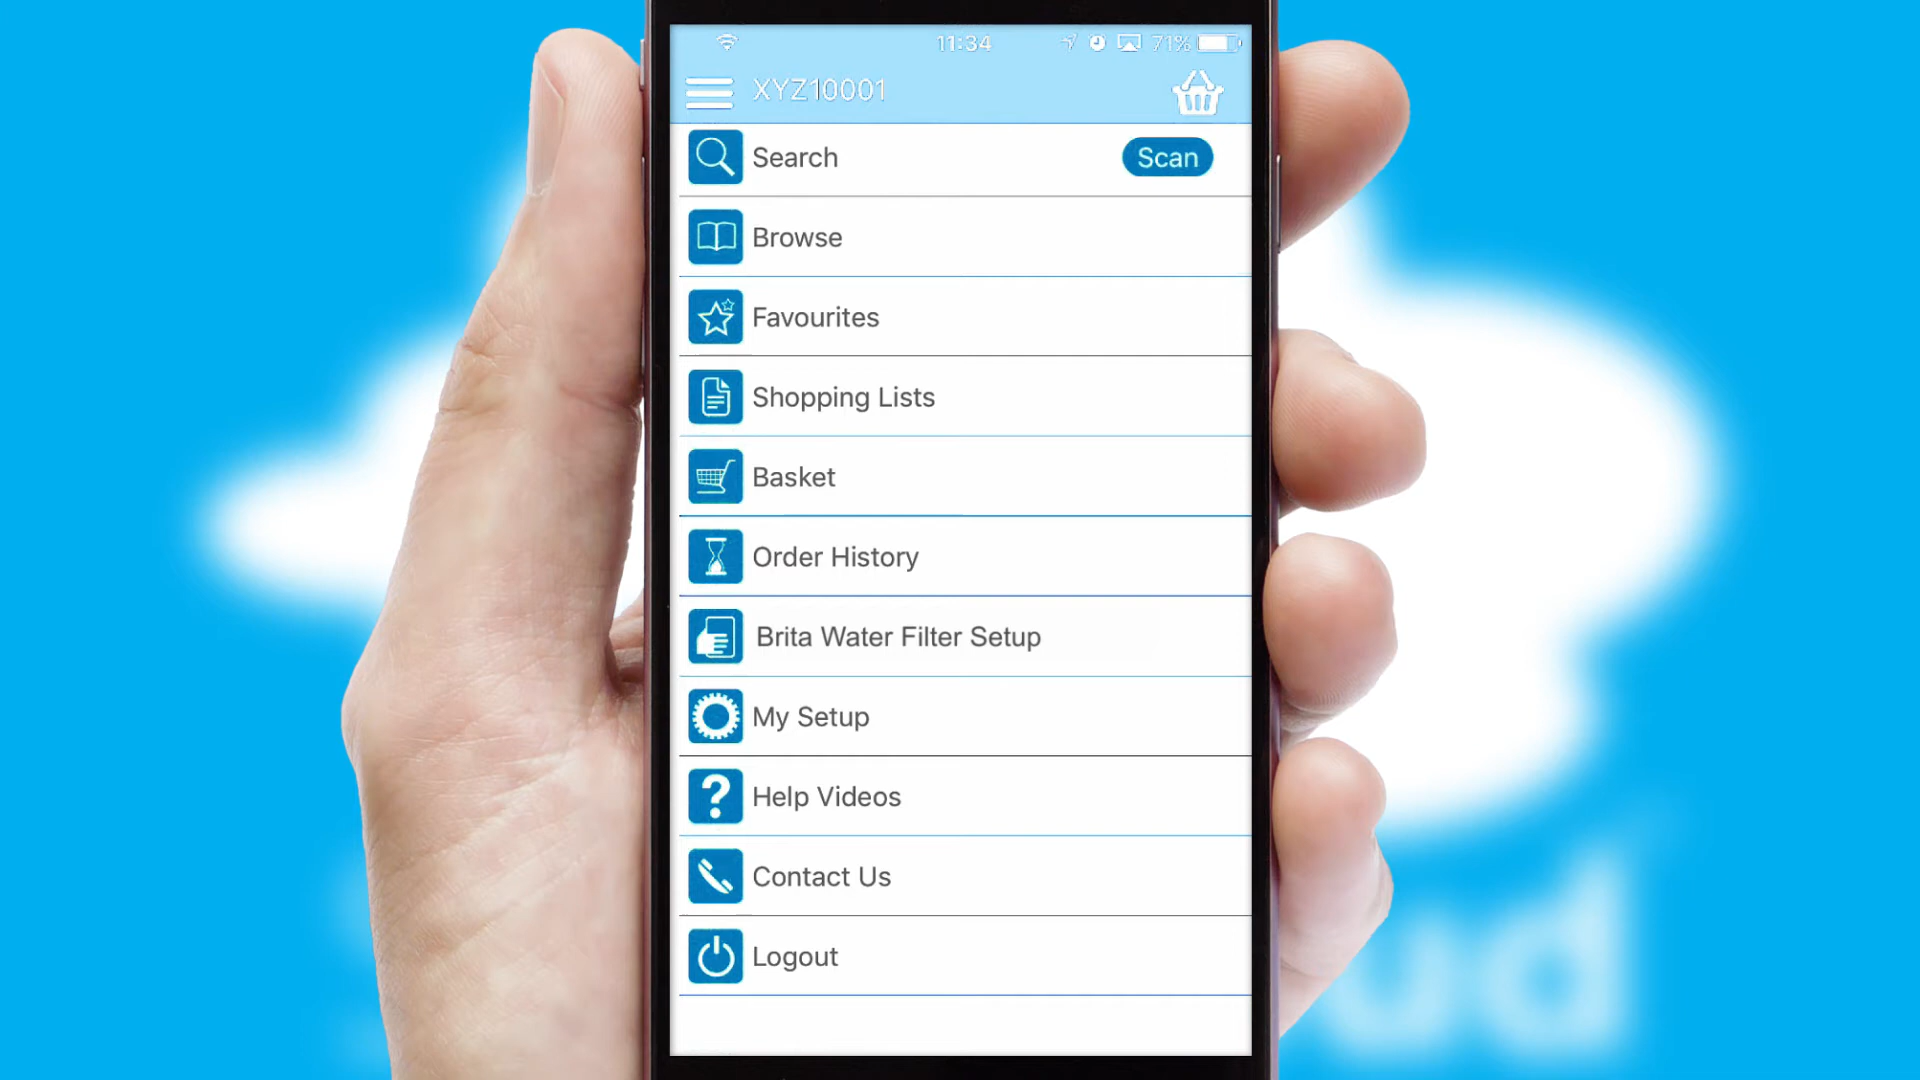 11:34
71%
XYZ10001
Search
Scan
Browse
Favourites
Shopping Lists
Basket
Order History
Brita Water Filter Setup
My Setup
Help Videos
Contact Us
Logout